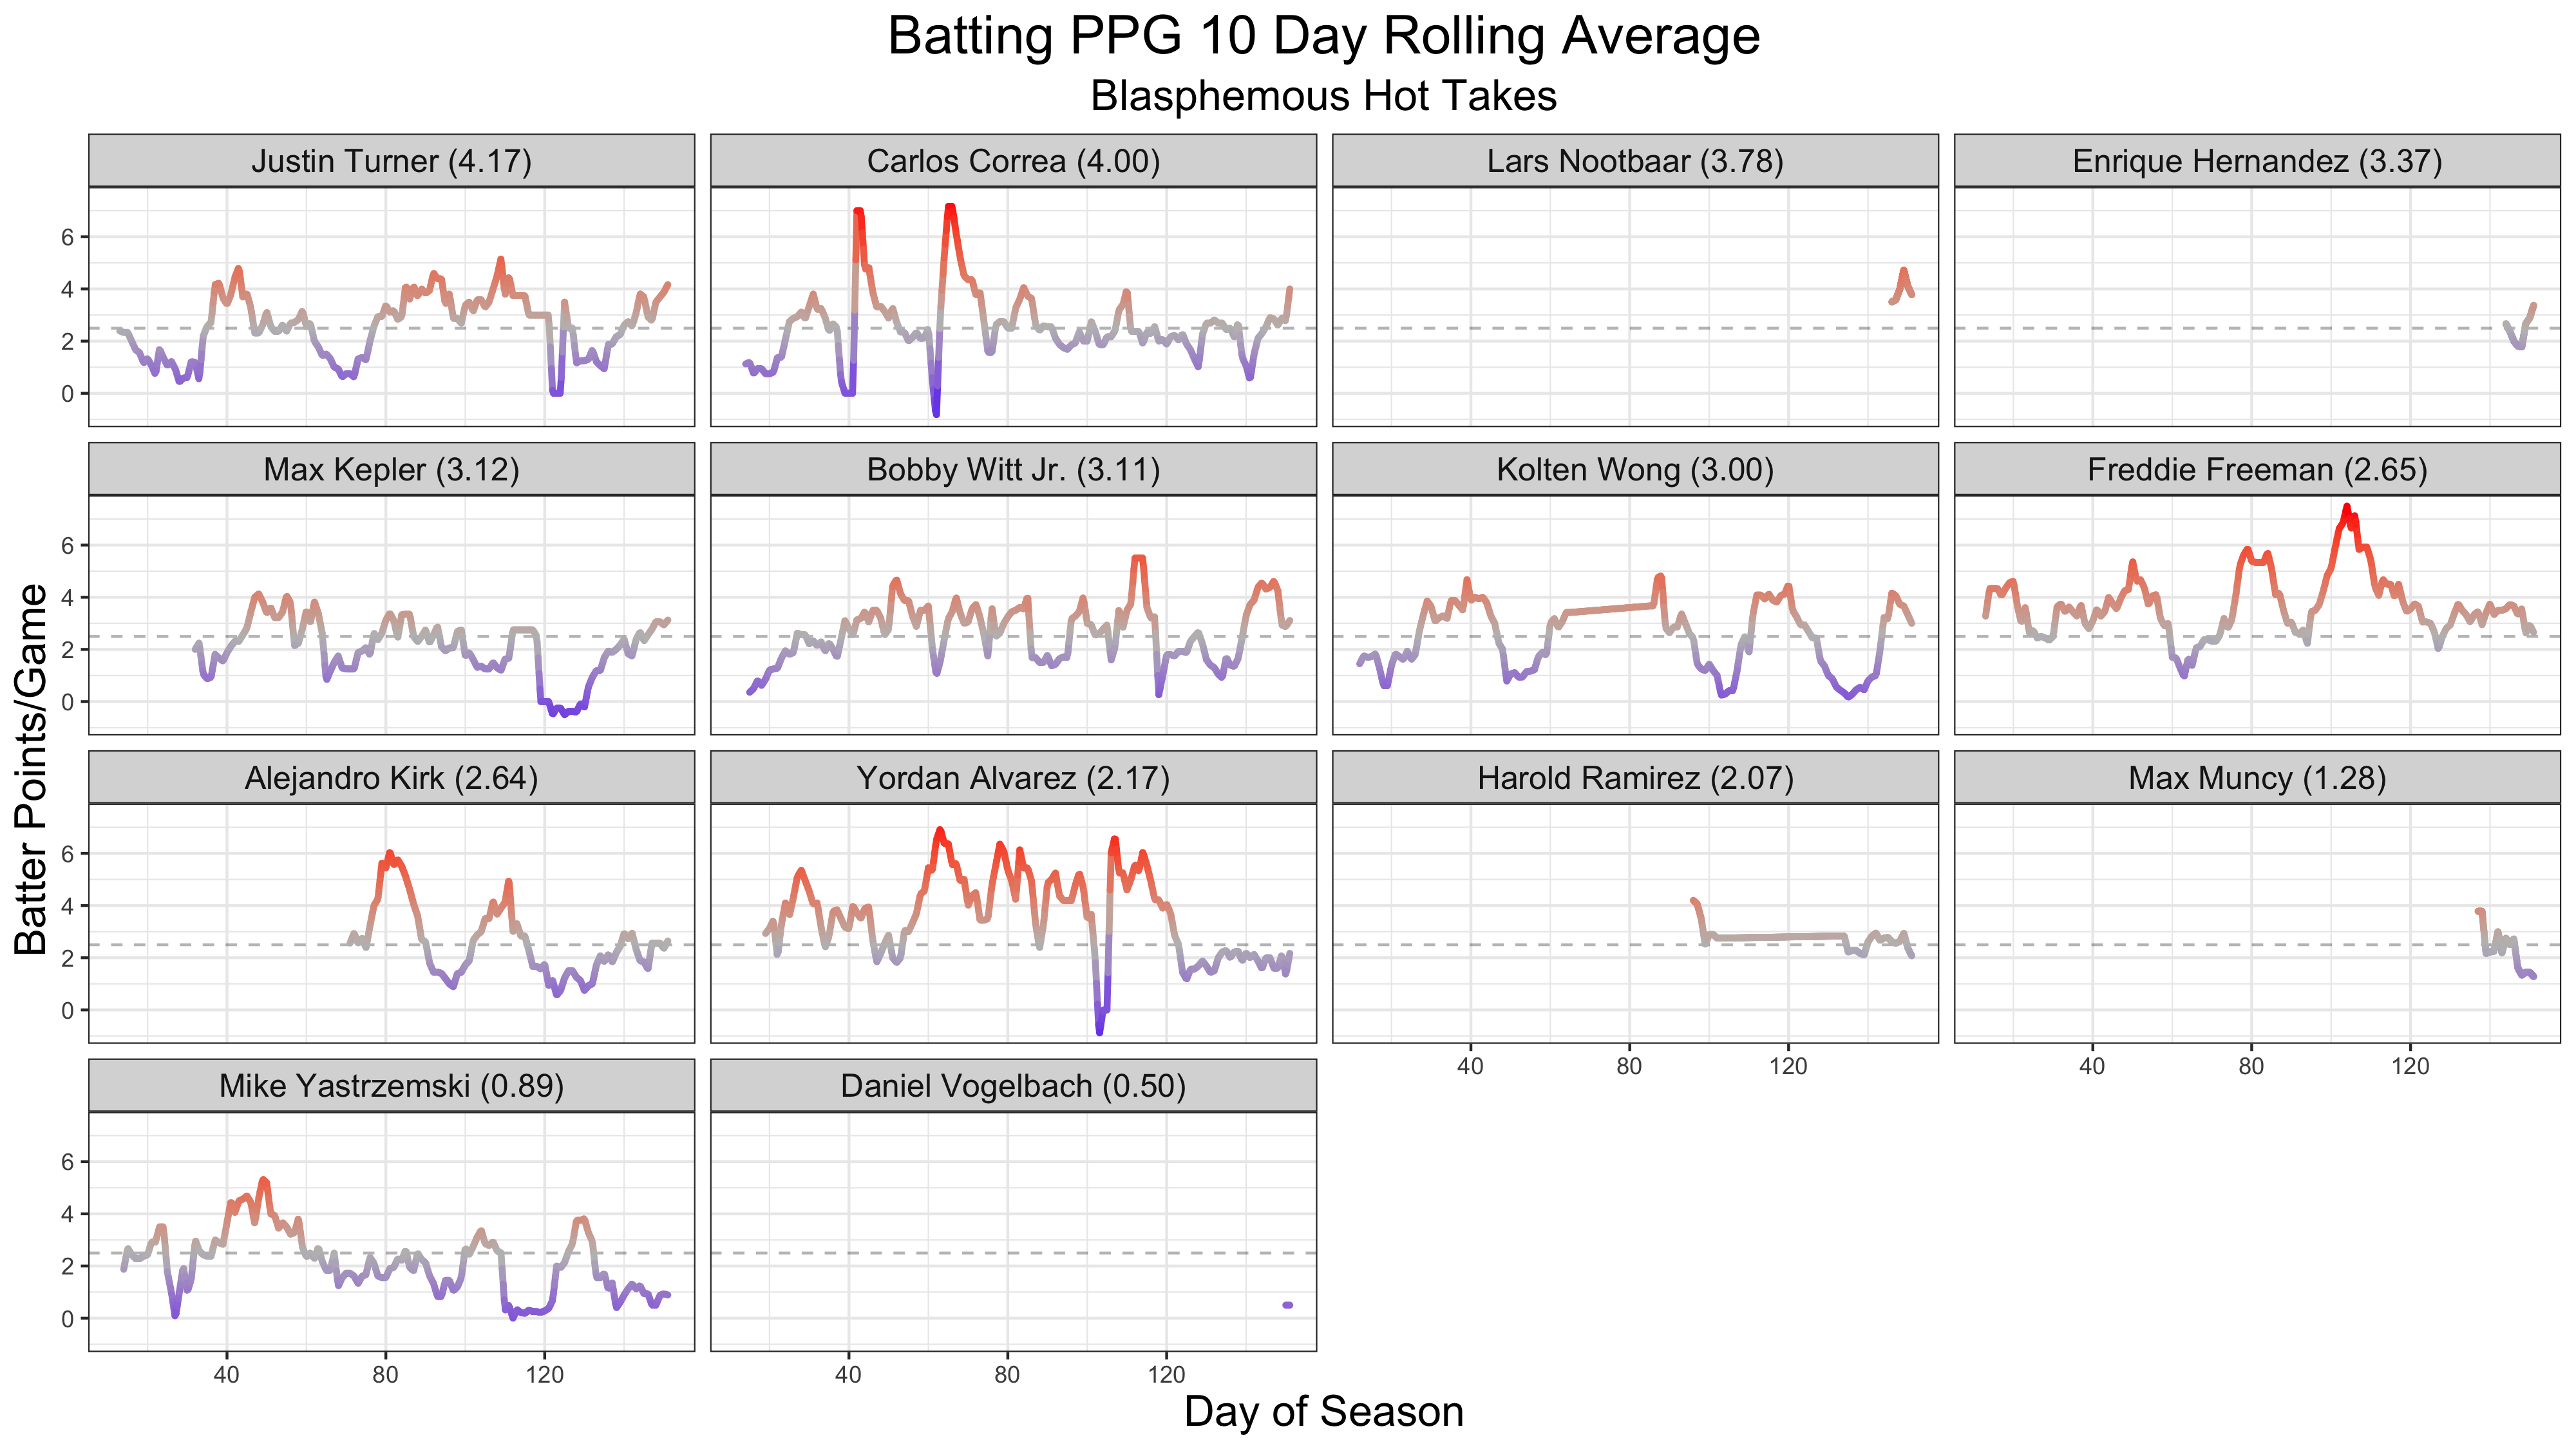 Batting PPG 10 Day Rolling Average
Blasphemous Hot Takes
Justin Turner (4.17)
Carlos Correa (4.00)
Lars Nootbaar (3.78)
Enrique Hernandez (3.37)
6
4
2
0
Max Kepler (3.12)
Bobby Witt Jr. (3.11)
Kolten Wong (3.00)
Freddie Freeman (2.65)
6
4
2
0
Batter Points/Game
Alejandro Kirk (2.64)
Yordan Alvarez (2.17)
Harold Ramirez (2.07)
Max Muncy (1.28)
6
4
2
0
40 80 120
40 80 120
Mike Yastrzemski (0.89)
Daniel Vogelbach (0.50)
6
4
2
0
40 80 120
40 80 120
Day of Season